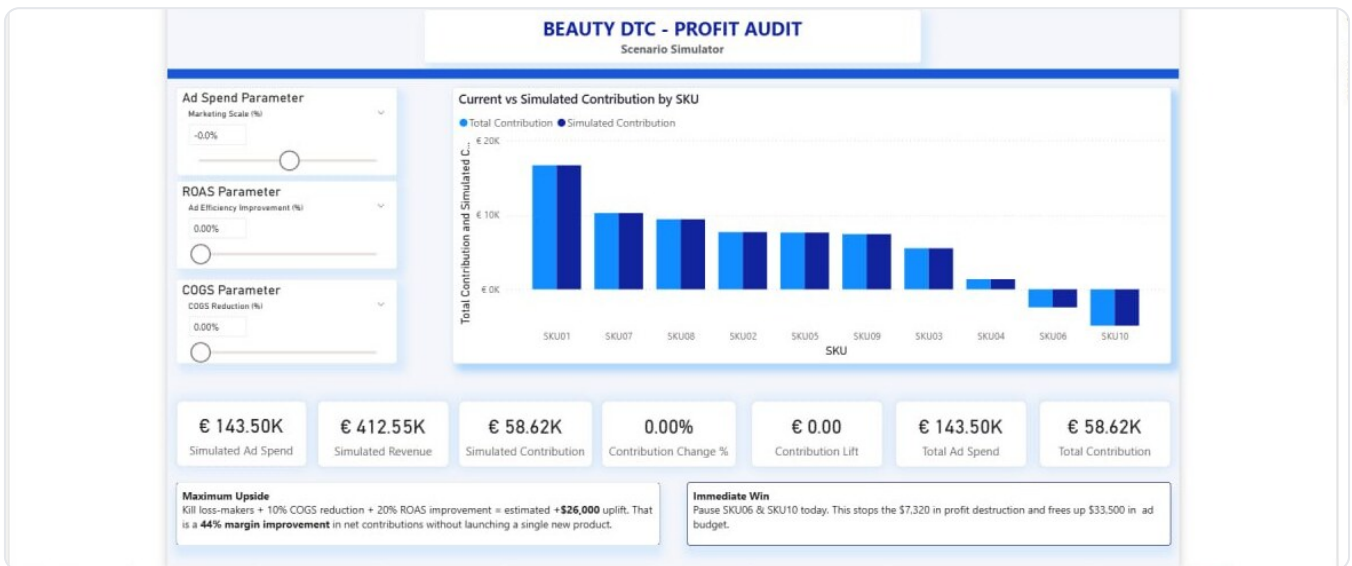 BEAUTY DTC - PROFIT AUDIT
Scenario Simulator
Ad Spend Parameter
Marketing Scale (%)
-0.0%
ROAS Parameter
Ad Efficiency Improvement (%)
0.00%
COGS Parameter
COGS Reduction (%)
0.00%
Current vs Simulated Contribution by SKU
Total Contribution Simulated Contribution
Total Contribution and Simulated C...
€ 20K
€ 10K
€ 0K
SKU01 SKU07 SKU08 SKU02 SKU05 SKU09 SKU03 SKU04 SKU06 SKU10
SKU
€ 143.50K
Simulated Ad Spend
€ 412.55K
Simulated Revenue
€ 58.62K
Simulated Contribution
0.00%
Contribution Change %
€ 0.00
Contribution Lift
€ 143.50K
Total Ad Spend
€ 58.62K
Total Contribution
Maximum Upside
Kill loss-makers + 10% COGS reduction + 20% ROAS improvement = estimated +$26,000 uplift. That
is a 44% margin improvement in net contributions without launching a single new product.
Immediate Win
Pause SKU06 & SKU10 today. This stops the $7,320 in profit destruction and frees up $33.500 in ad
budget.